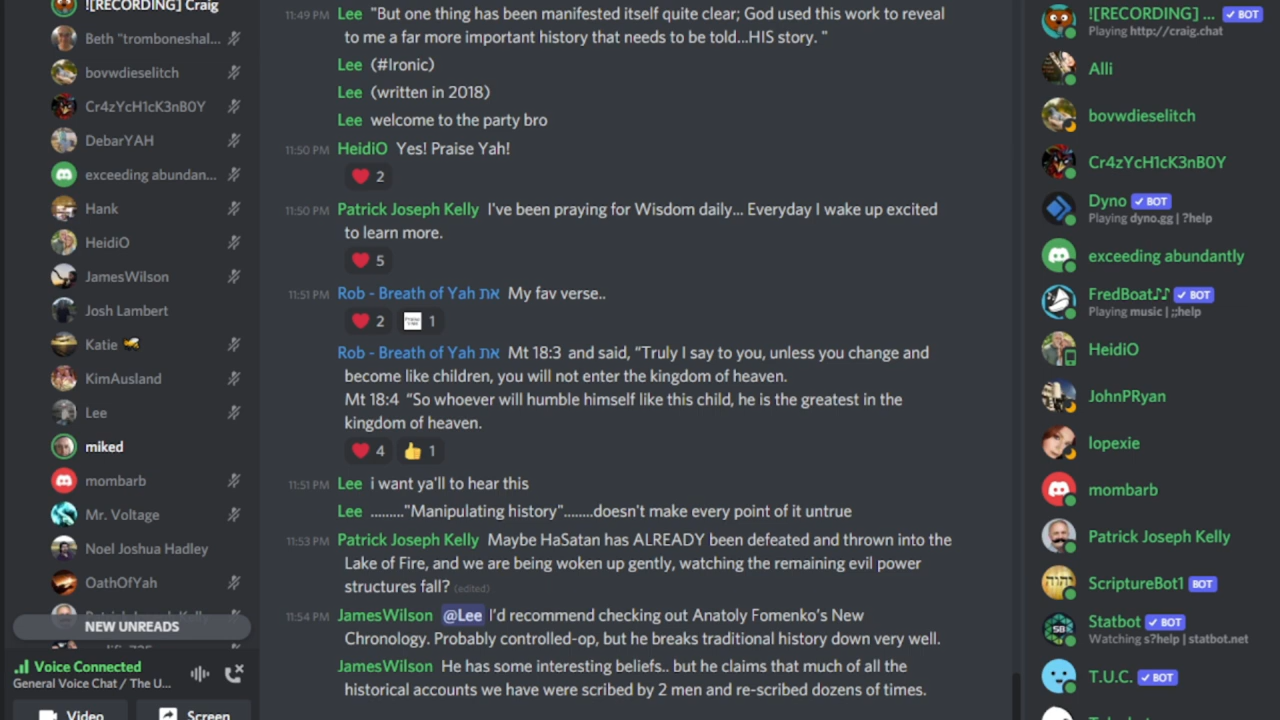 ![RECORDING] Craig
Beth "tromboneshal...
bovwdieselitch
Cr4zYcH1cK3nB0Y
DebarYAH
exceeding abundan...
Hank
HeidiO
JamesWilson
Josh Lambert
Katie
KimAusland
Lee
miked
mombarb
Mr. Voltage
Noel Joshua Hadley
OathOfYah
NEW UNREADS
Voice Connected
General Voice Chat / The U...
Video
Screen
11:49 PM Lee "But one thing has been manifested itself quite clear; God used this work to reveal
to me a far more important history that needs to be told...HIS story. "
Lee (#Ironic)
Lee (written in 2018)
Lee welcome to the party bro
11:50 PM HeidiO Yes! Praise Yah!
2
11:50 PM Patrick Joseph Kelly I've been praying for Wisdom daily... Everyday I wake up excited
to learn more.
5
11:51 PM Rob - Breath of Yah את My fav verse..
2 1
Rob - Breath of Yah את Mt 18:3 and said, “Truly I say to you, unless you change and
become like children, you will not enter the kingdom of heaven.
Mt 18:4 “So whoever will humble himself like this child, he is the greatest in the
kingdom of heaven.
4 1
11:51 PM Lee i want ya'll to hear this
Lee ........."Manipulating history".......doesn't make every point of it untrue
11:53 PM Patrick Joseph Kelly Maybe HaSatan has ALREADY been defeated and thrown into the
Lake of Fire, and we are being woken up gently, watching the remaining evil power
structures fall? (edited)
11:54 PM JamesWilson @Lee I’d recommend checking out Anatoly Fomenko’s New
Chronology. Probably controlled-op, but he breaks traditional history down very well.
JamesWilson He has some interesting beliefs.. but he claims that much of all the
historical accounts we have were scribed by 2 men and re-scribed dozens of times.
![RECORDING] ... BOT
Playing http://craig.chat
Alli
bovwdieselitch
Cr4zYcH1cK3nB0Y
Dyno BOT
Playing dyno.gg | ?help
exceeding abundantly
FredBoat♪♪ BOT
Playing music | ;;help
HeidiO
JohnPRyan
lopexie
mombarb
Patrick Joseph Kelly
ScriptureBot1 BOT
Statbot BOT
Watching s?help | statbot.net
T.U.C. BOT